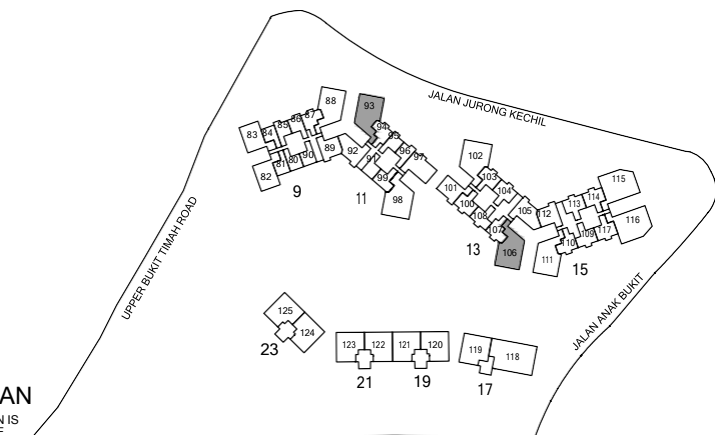 JALAN JURONG KECHIL
UPPER BUKIT TIMAH ROAD
JALAN ANAK BUKIT
83 84 85 86 87 88
82 81 80 90 89
9
93 94 95 96 97
92 91 99 98
11
102 103 104 105
101 100 108 107 106
13
112 113 114 115
111 110 109 117 116
15
125
124
23
123 122 121 120
21 19
119 118
17
AN
N IS